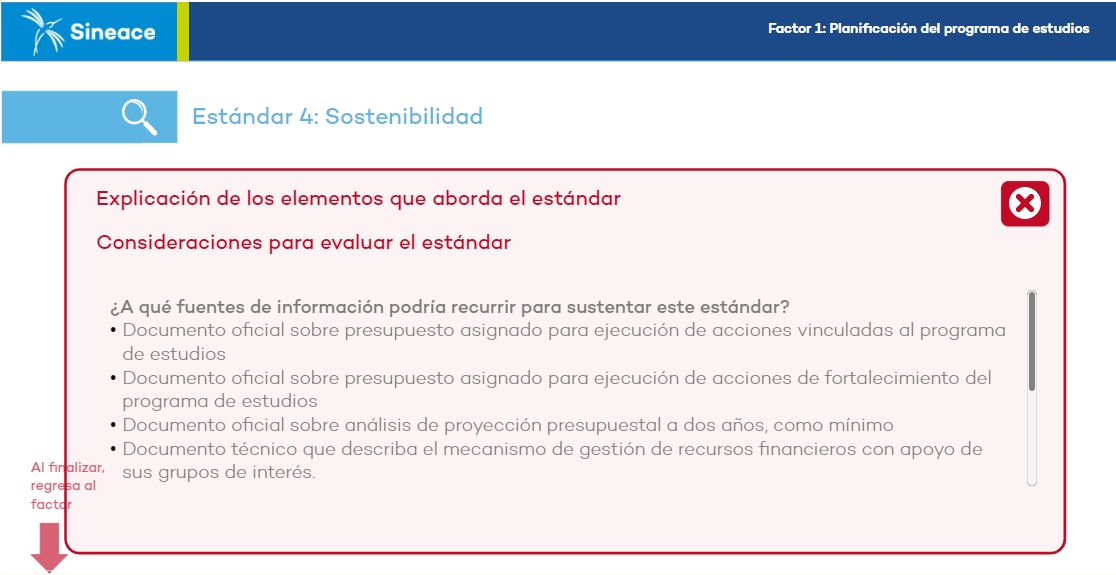 Sineace
Factor 1: Planificación del programa de estudios
Estándar 4: Sostenibilidad
Explicación de los elementos que aborda el estándar
Consideraciones para evaluar el estándar
¿A qué fuentes de información podría recurrir para sustentar este estándar?
• Documento oficial sobre presupuesto asignado para ejecución de acciones vinculadas al programa
de estudios
• Documento oficial sobre presupuesto asignado para ejecución de acciones de fortalecimiento del
programa de estudios
• Documento oficial sobre análisis de proyección presupuestal a dos años, como mínimo
• Documento técnico que describa el mecanismo de gestión de recursos financieros con apoyo de
sus grupos de interés.
Al finalizar,
regresa al
factor